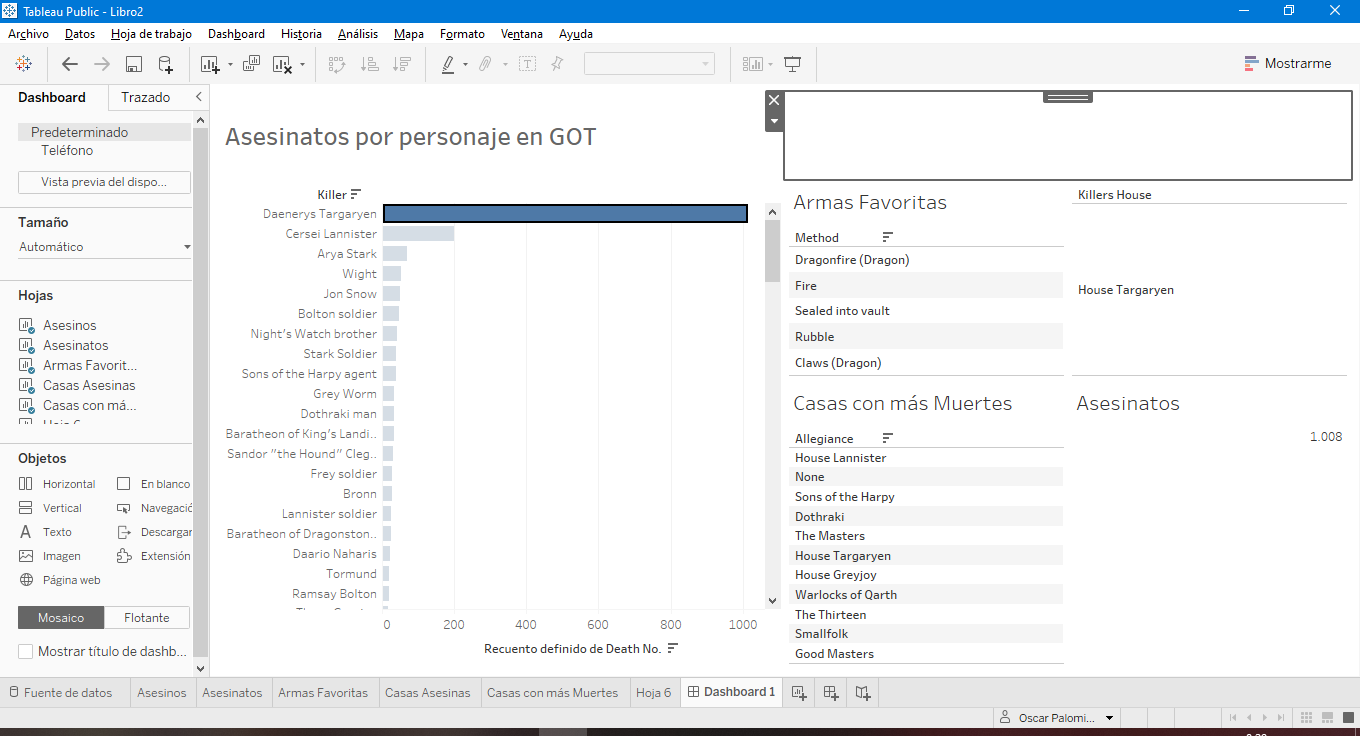 Tableau Public - Libro2
Archivo Datos Hoja de trabajo Dashboard Historia Análisis Mapa Formato Ventana Ayuda
Mostrarme
Dashboard Trazado
Predeterminado
Teléfono
Vista previa del dispo...
Tamaño
Automático
Hojas
Asesinos
Asesinatos
Armas Favorit...
Casas Asesinas
Casas con má...
Hoja 6
Objetos
Horizontal En blanco
Vertical Navegació
Texto Descargar
Imagen Extensión
Página web
Mosaico Flotante
Mostrar título de dashb...
Asesinatos por personaje en GOT
Killer
Daenerys Targaryen
Cersei Lannister
Arya Stark
Wight
Jon Snow
Bolton soldier
Night's Watch brother
Stark Soldier
Sons of the Harpy agent
Grey Worm
Dothraki man
Baratheon of King's Landi..
Sandor "the Hound" Cleg..
Frey soldier
Bronn
Lannister soldier
Baratheon of Dragonston..
Daario Naharis
Tormund
Ramsay Bolton
0 200 400 600 800 1000
Recuento definido de Death No.
Armas Favoritas
Method
Dragonfire (Dragon)
Fire
Sealed into vault
Rubble
Claws (Dragon)
Killers House
House Targaryen
Casas con más Muertes
Allegiance
House Lannister
None
Sons of the Harpy
Dothraki
The Masters
House Targaryen
House Greyjoy
Warlocks of Qarth
The Thirteen
Smallfolk
Good Masters
Asesinatos
1.008
Fuente de datos Asesinos Asesinatos Armas Favoritas Casas Asesinas Casas con más Muertes Hoja 6 Dashboard 1
Oscar Palomi...